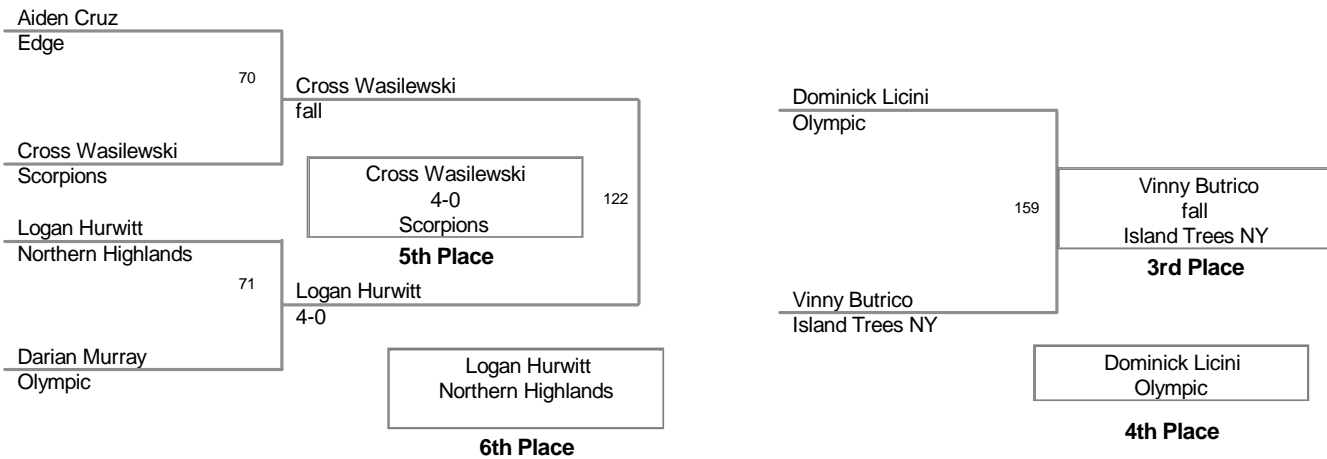 Aiden Cruz
Edge
70
Cross Wasilewski
fall
Cross Wasilewski
Scorpions
Cross Wasilewski
4-0
Scorpions
5th Place
122
Logan Hurwitt
Northern Highlands
71
Logan Hurwitt
4-0
Darian Murray
Olympic
Logan Hurwitt
Northern Highlands
6th Place
Dominick Licini
Olympic
159
Vinny Butrico
fall
Island Trees NY
3rd Place
Vinny Butrico
Island Trees NY
Dominick Licini
Olympic
4th Place